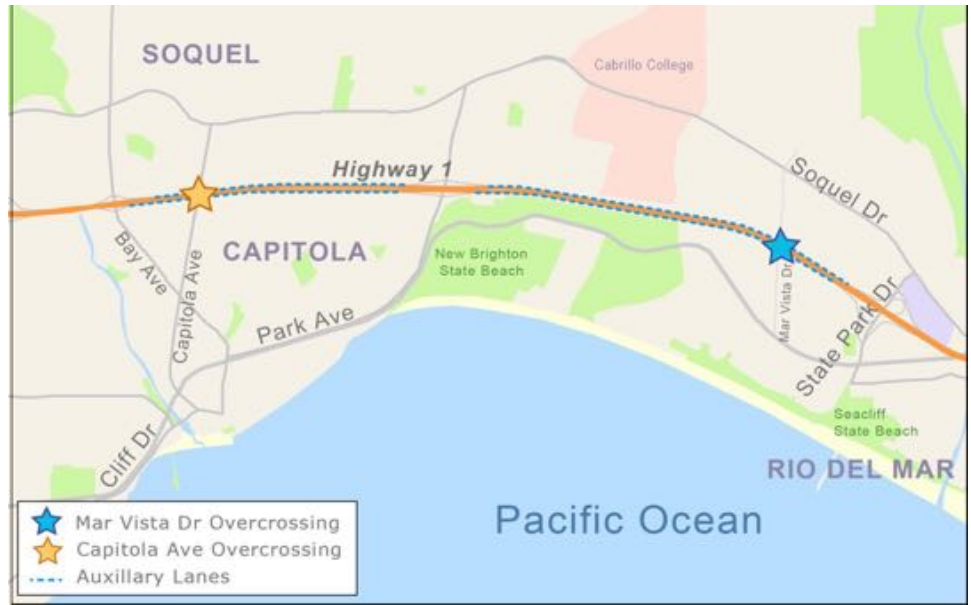 SOQUEL
Cabrillo College
Highway 1
Soquel Dr
Bay Ave
Capitola Ave
CAPITOLA
New Brighton
State Beach
Mar Vista Dr
State Park Dr
Park Ave
Cliff Dr
Seacliff
State Beach
RIO DEL MAR
Pacific Ocean
Mar Vista Dr Overcrossing
Capitola Ave Overcrossing
Auxillary Lanes